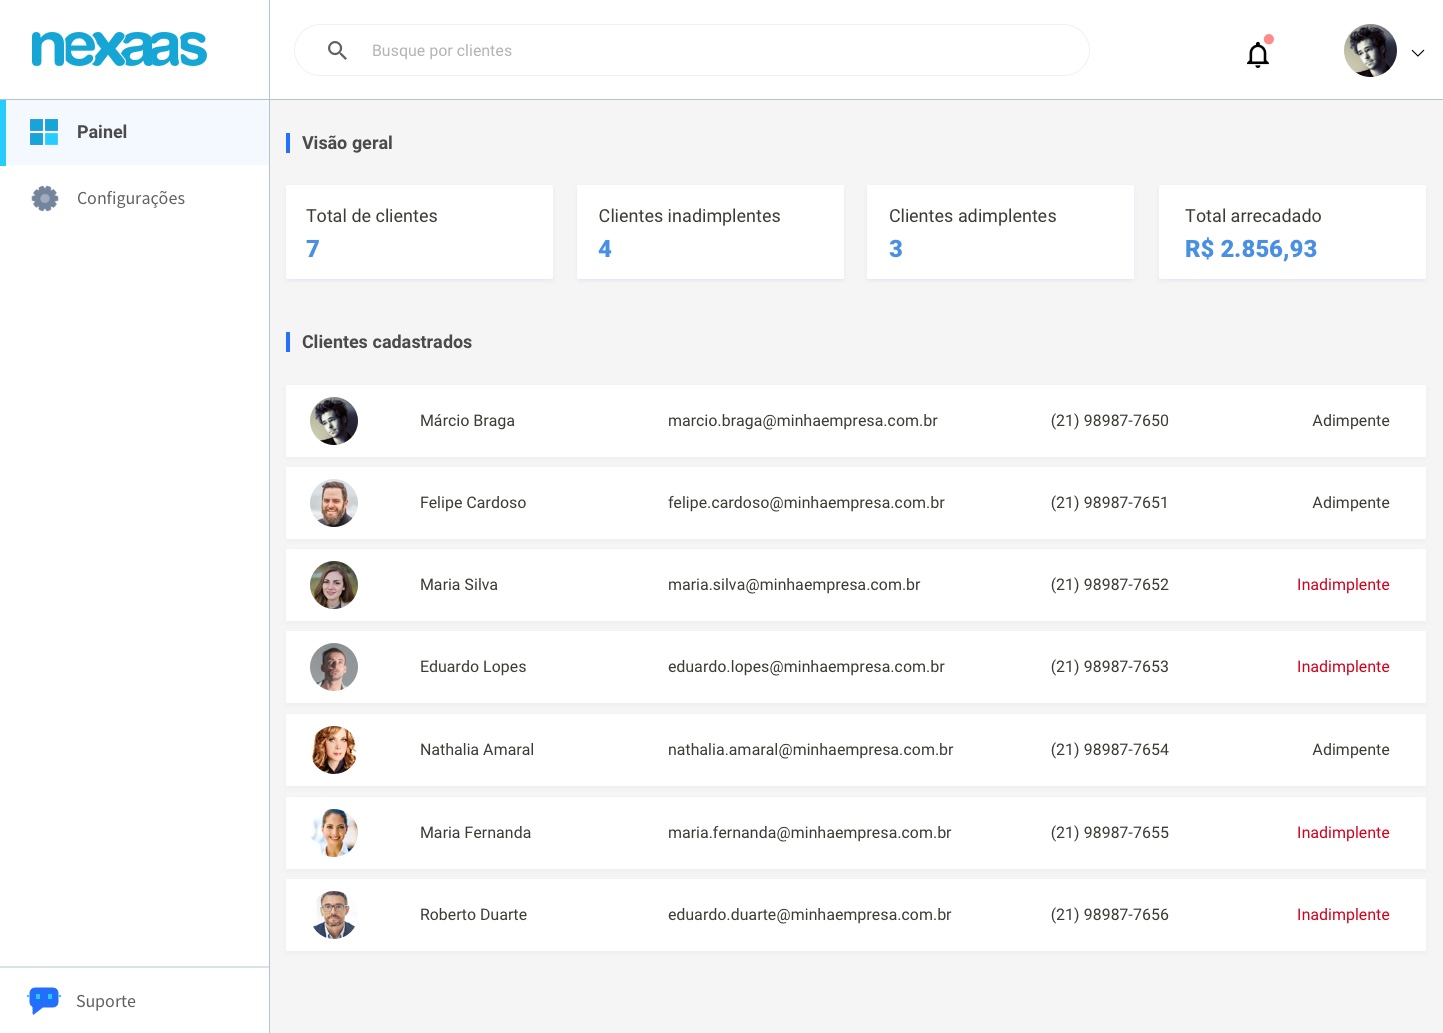 nexaas
Busque por clientes
Painel
Configurações
Visão geral
Total de clientes
7
Clientes inadimplentes
4
Clientes adimplentes
3
Total arrecadado
R$ 2.856,93
Clientes cadastrados
Márcio Braga marcio.braga@minhaempresa.com.br (21) 98987-7650 Adimpente
Felipe Cardoso felipe.cardoso@minhaempresa.com.br (21) 98987-7651 Adimpente
Maria Silva maria.silva@minhaempresa.com.br (21) 98987-7652 Inadimplente
Eduardo Lopes eduardo.lopes@minhaempresa.com.br (21) 98987-7653 Inadimplente
Nathalia Amaral nathalia.amaral@minhaempresa.com.br (21) 98987-7654 Adimpente
Maria Fernanda maria.fernanda@minhaempresa.com.br (21) 98987-7655 Inadimplente
Roberto Duarte eduardo.duarte@minhaempresa.com.br (21) 98987-7656 Inadimplente
Suporte